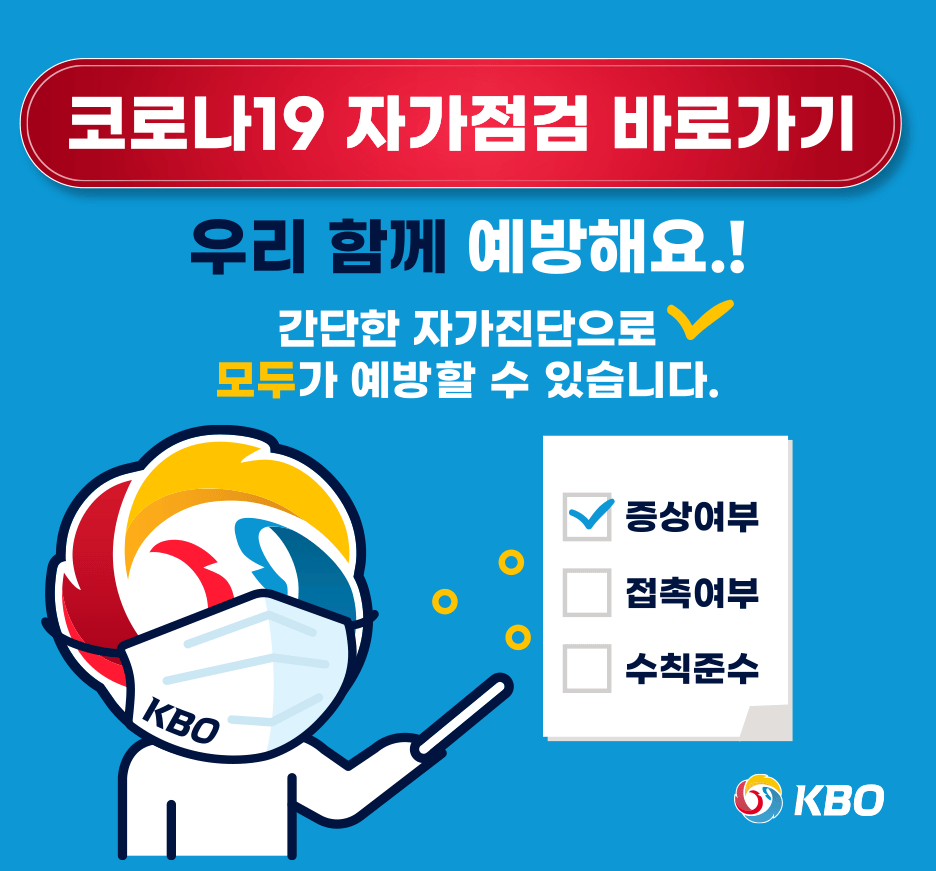 코로나19 자가점검 바로가기
우리 함께 예방해요.!
간단한 자가진단으로
모두가 예방할 수 있습니다.
증상여부
접촉여부
수칙준수
KBO
KBO